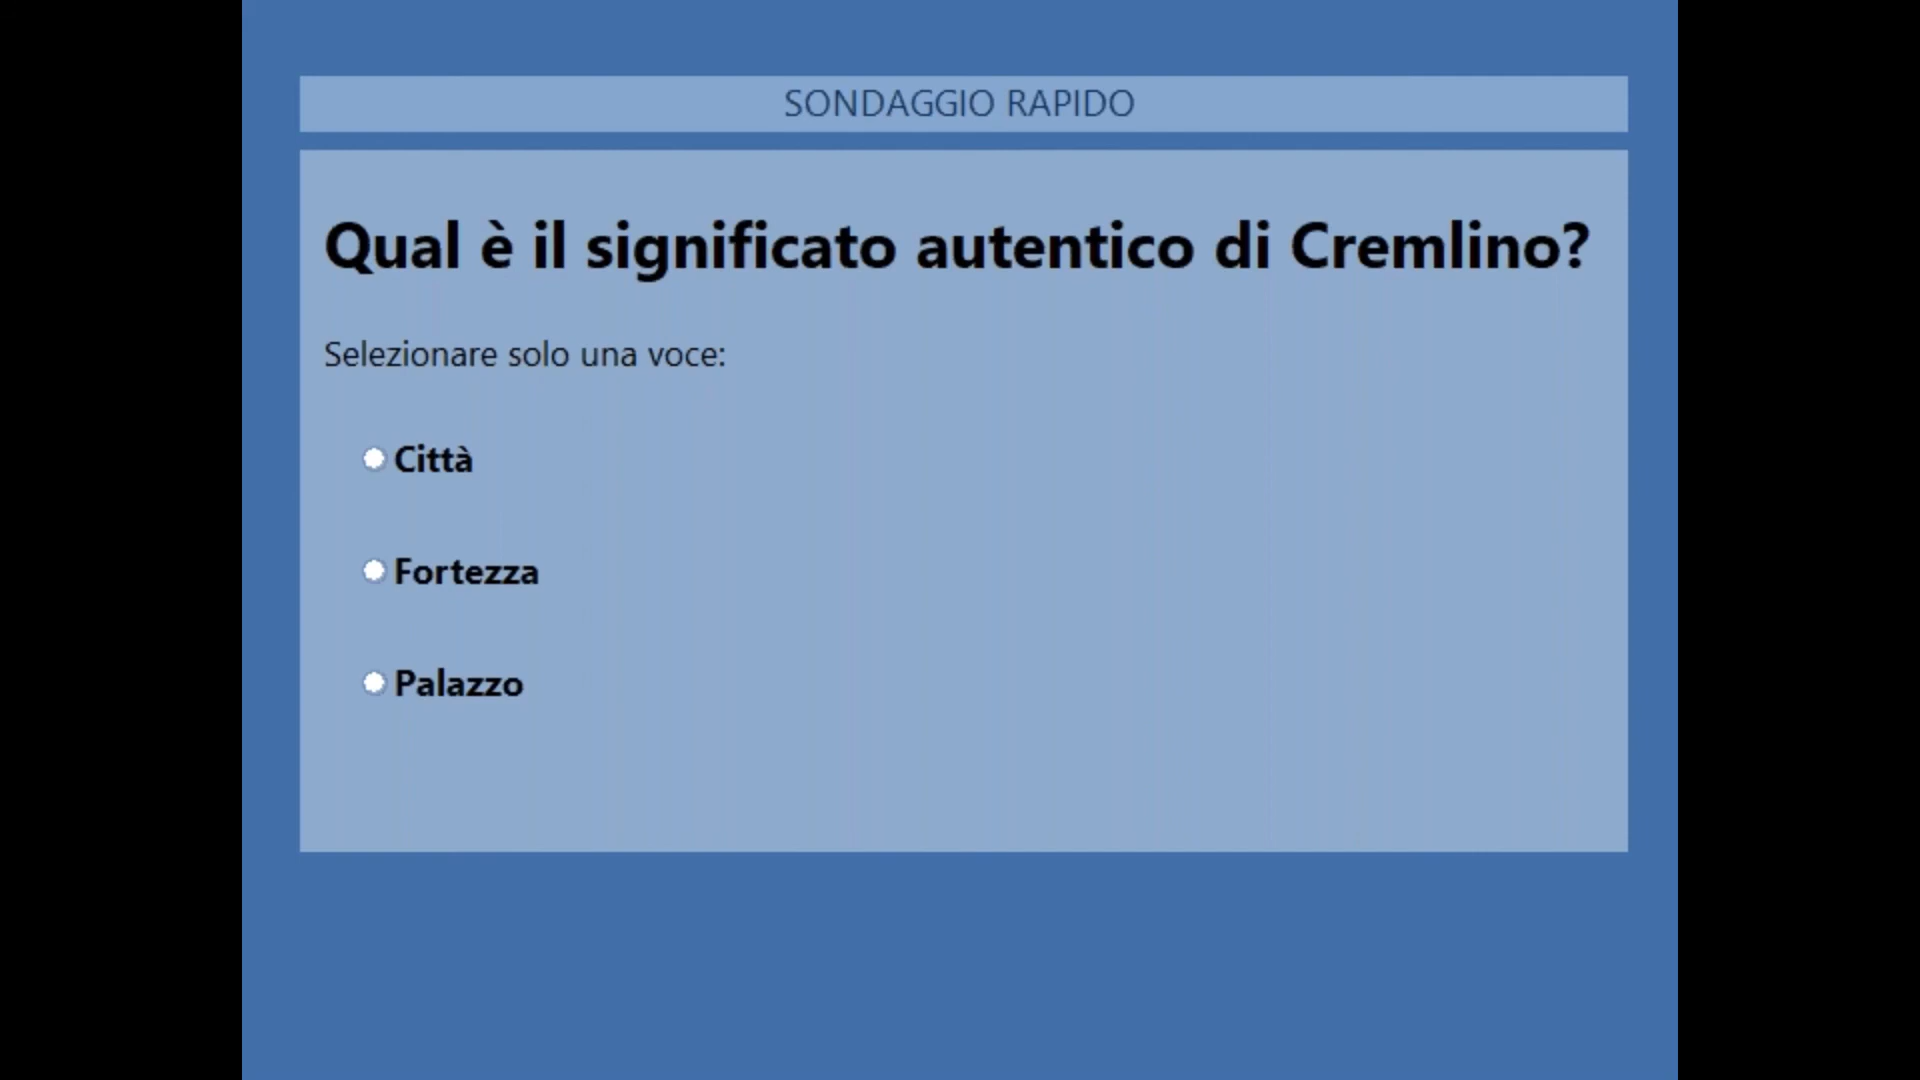 SONDAGGIO RAPIDO
Qual è il significato autentico di Cremlino?
Selezionare solo una voce:
Città
Fortezza
Palazzo